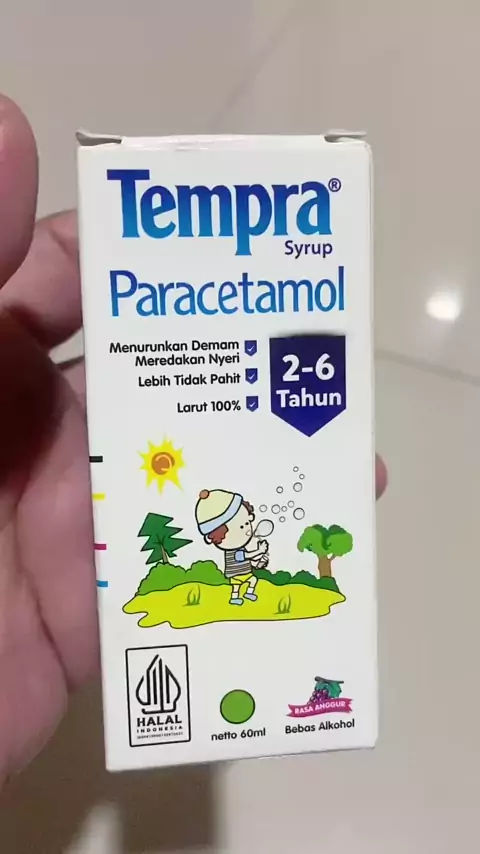 Tempra®
Syrup
Paracetamol
Menurunkan Demam
Meredakan Nyeri
Lebih Tidak Pahit
Larut 100%
2-6
Tahun
HALAL
INDONESIA
netto 60ml
RASA ANGGUR
Bebas Alkohol